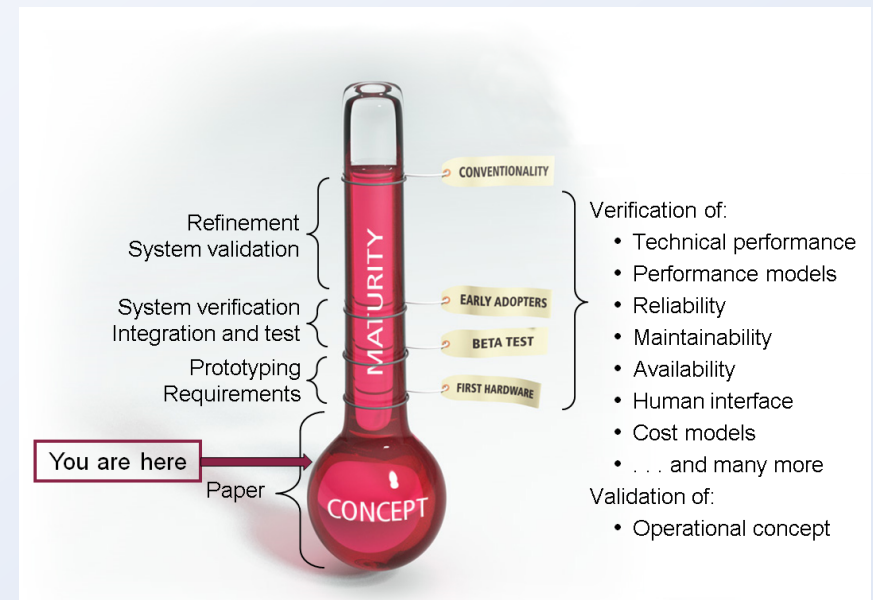 CONVENTIONALITY
Refinement
System validation
MATURITY
EARLY ADOPTERS
System verification
Integration and test
BETA TEST
Prototyping
Requirements
FIRST HARDWARE
You are here
Paper
CONCEPT
Verification of:
• Technical performance
• Performance models
• Reliability
• Maintainability
• Availability
• Human interface
• Cost models
• . . . and many more
Validation of:
• Operational concept